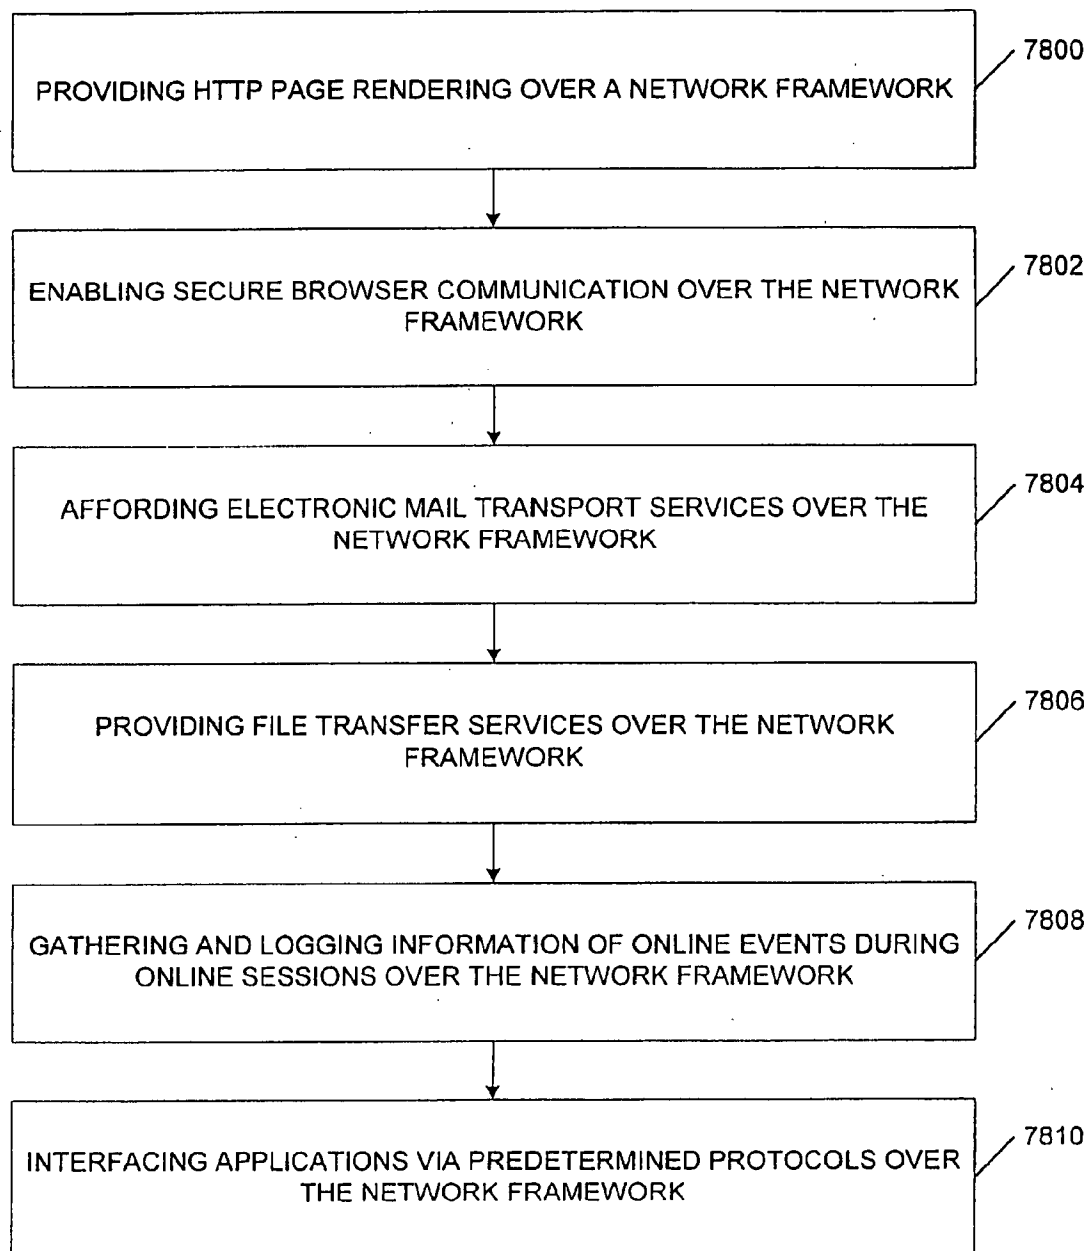 7800
PROVIDING HTTP PAGE RENDERING OVER A NETWORK FRAMEWORK
7802
ENABLING SECURE BROWSER COMMUNICATION OVER THE NETWORK
FRAMEWORK
7804
AFFORDING ELECTRONIC MAIL TRANSPORT SERVICES OVER THE
NETWORK FRAMEWORK
7806
PROVIDING FILE TRANSFER SERVICES OVER THE NETWORK
FRAMEWORK
7808
GATHERING AND LOGGING INFORMATION OF ONLINE EVENTS DURING
ONLINE SESSIONS OVER THE NETWORK FRAMEWORK
7810
INTERFACING APPLICATIONS VIA PREDETERMINED PROTOCOLS OVER
THE NETWORK FRAMEWORK